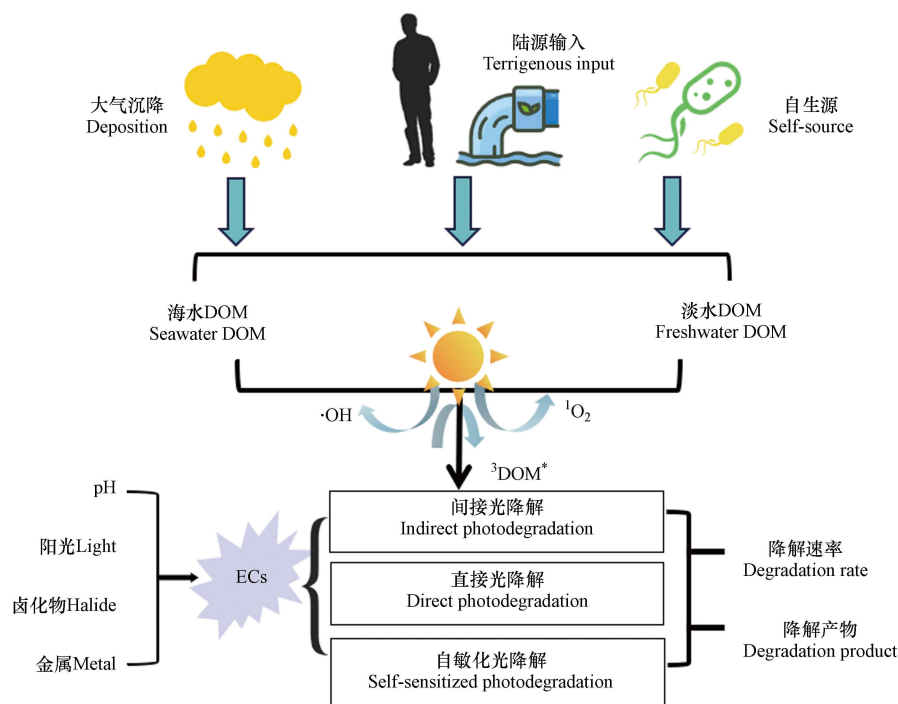 陆源输入
Terrigenous input
大气沉降
Deposition
自生源
Self-source
海水DOM
Seawater DOM
淡水DOM
Freshwater DOM
·OH
¹O₂
³DOM*
pH
阳光Light
卤化物Halide
金属Metal
ECs
间接光降解
Indirect photodegradation
直接光降解
Direct photodegradation
自敏化光降解
Self-sensitized photodegradation
降解速率
Degradation rate
降解产物
Degradation product